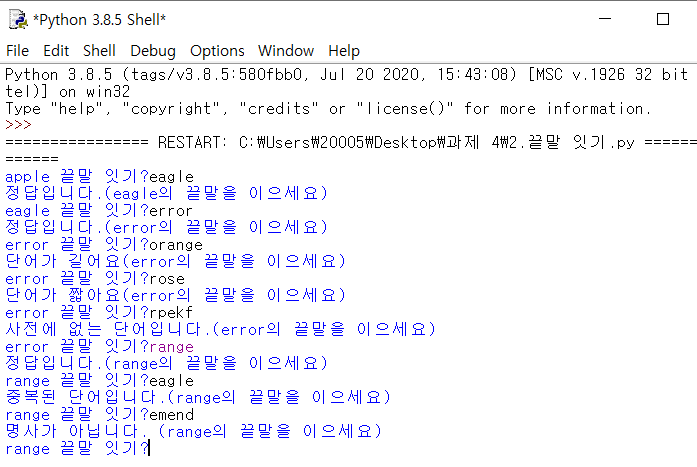 *Python 3.8.5 Shell*
File Edit Shell Debug Options Window Help
Python 3.8.5 (tags/v3.8.5:580fbb0, Jul 20 2020, 15:43:08) [MSC v.1926 32 bit
tel)] on win32
Type "help", "copyright", "credits" or "license()" for more information.
>>>
================ RESTART: C:₩Users₩20005₩Desktop₩과제 4₩2.끝말 잇기.py ======
======
apple 끝말 잇기?eagle
정답입니다.(eagle의 끝말을 이으세요)
eagle 끝말 잇기?error
정답입니다.(error의 끝말을 이으세요)
error 끝말 잇기?orange
단어가 길어요(error의 끝말을 이으세요)
error 끝말 잇기?rose
단어가 짧아요(error의 끝말을 이으세요)
error 끝말 잇기?rpekf
사전에 없는 단어입니다.(error의 끝말을 이으세요)
error 끝말 잇기?range
정답입니다.(range의 끝말을 이으세요)
range 끝말 잇기?eagle
중복된 단어입니다.(range의 끝말을 이으세요)
range 끝말 잇기?emend
명사가 아닙니다. (range의 끝말을 이으세요)
range 끝말 잇기?